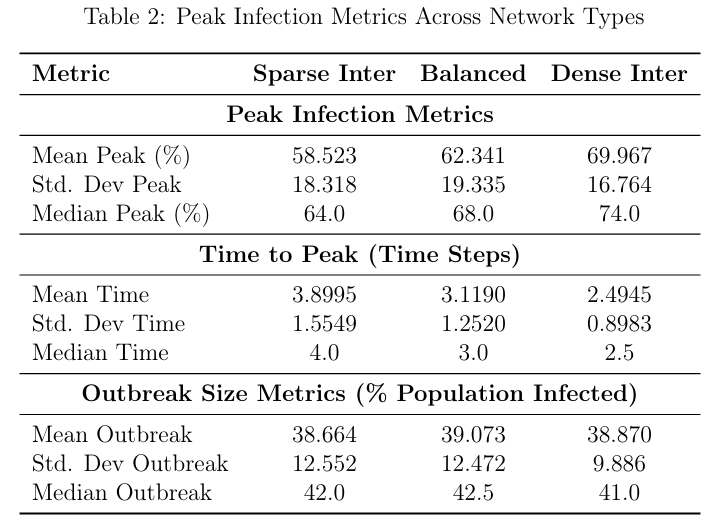 Table 2: Peak Infection Metrics Across Network Types
Metric Sparse Inter Balanced Dense Inter
Peak Infection Metrics
Mean Peak (%) 58.523 62.341 69.967
Std. Dev Peak 18.318 19.335 16.764
Median Peak (%) 64.0 68.0 74.0
Time to Peak (Time Steps)
Mean Time 3.8995 3.1190 2.4945
Std. Dev Time 1.5549 1.2520 0.8983
Median Time 4.0 3.0 2.5
Outbreak Size Metrics (% Population Infected)
Mean Outbreak 38.664 39.073 38.870
Std. Dev Outbreak 12.552 12.472 9.886
Median Outbreak 42.0 42.5 41.0